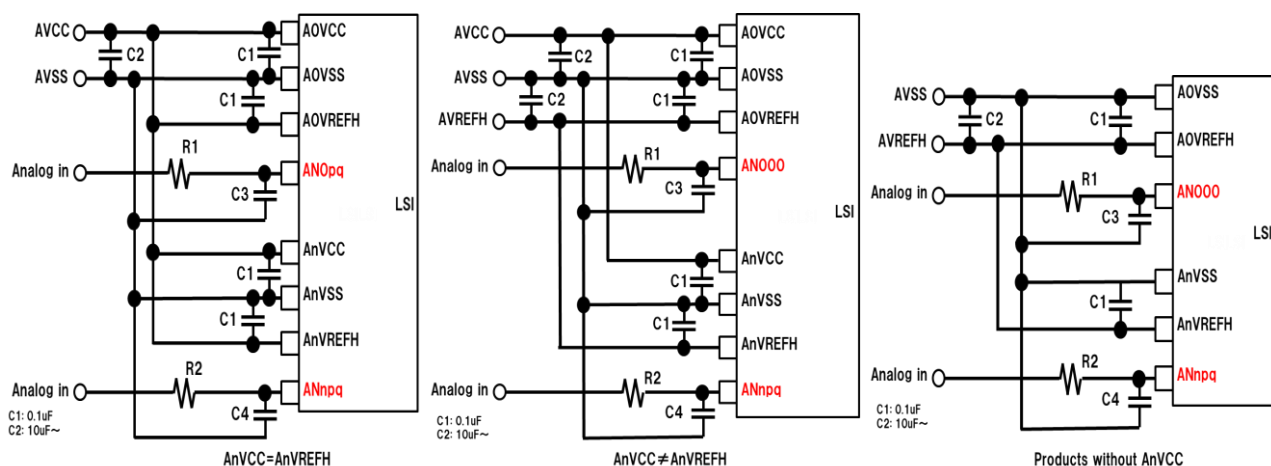 AVCC
C2
C1
AOVCC
AVSS
AOVSS
C1
AOVREFH
Analog in
R1
ANOpq
C3
LSI
AnVCC
C1
AnVSS
C1
AnVREFH
R2
Analog in
ANnpq
C4
C1: 0.1uF
C2: 10uF～
AnVCC=AnVREFH
AVCC
C2
C1
AOVCC
AVSS
AOVSS
C2
C1
AVREFH
AOVREFH
Analog in
R1
ANOOO
C3
LSI
AnVCC
C1
AnVSS
C1
AnVREFH
R2
Analog in
ANnpq
C4
C1: 0.1uF
C2: 10uF～
AnVCC≠AnVREFH
AVSS
AOVSS
C2
C1
AVREFH
AOVREFH
Analog in
R1
ANOOO
C3
LSI
AnVSS
C1
AnVREFH
R2
Analog in
ANnpq
C4
C1: 0.1uF
C2: 10uF～
Products without AnVCC